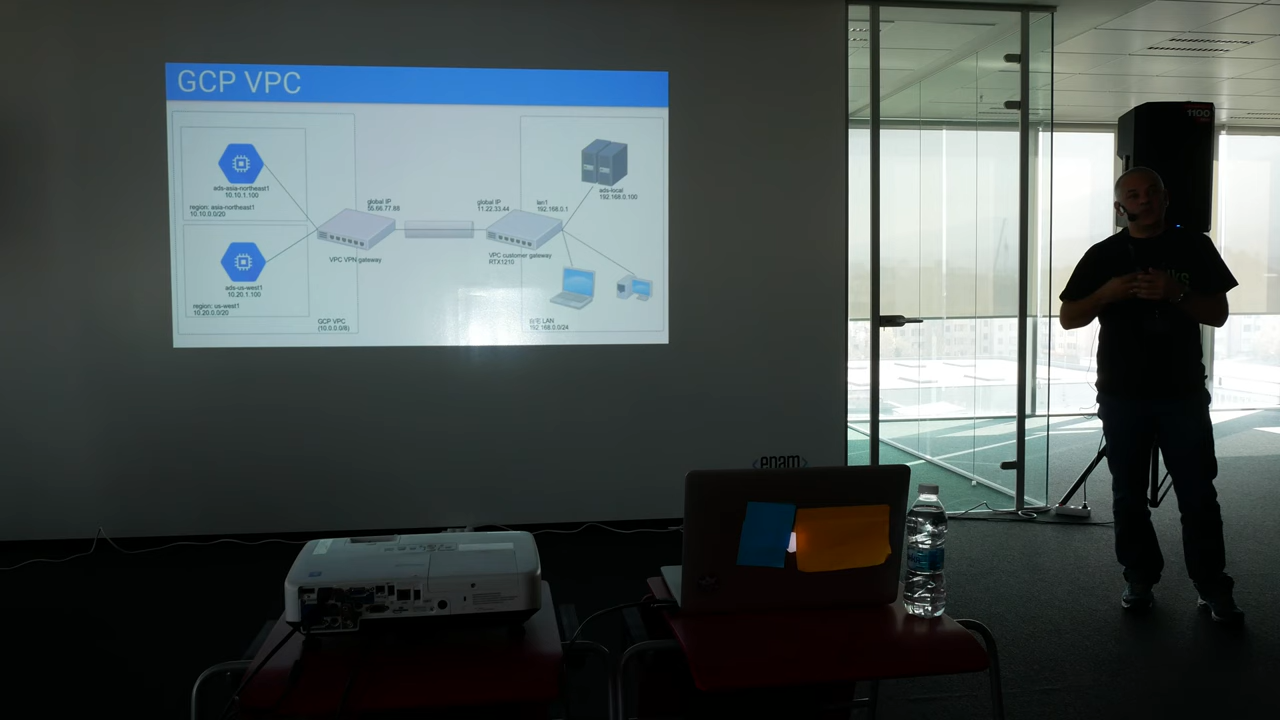 GCP VPC
ads-asia-northeast1
10.10.1.100
region: asia-northeast1
10.10.0.0/20
ads-us-west1
10.20.1.100
region: us-west1
10.20.0.0/20
GCP VPC
(10.0.0.0/8)
global IP
55.66.77.88
VPC VPN gateway
global IP
11.22.33.44
lan1
192.168.0.1
VPC customer gateway
RTX1210
ads-local
192.168.0.100
LAN
192.168.0.0/24
1100
<epam>